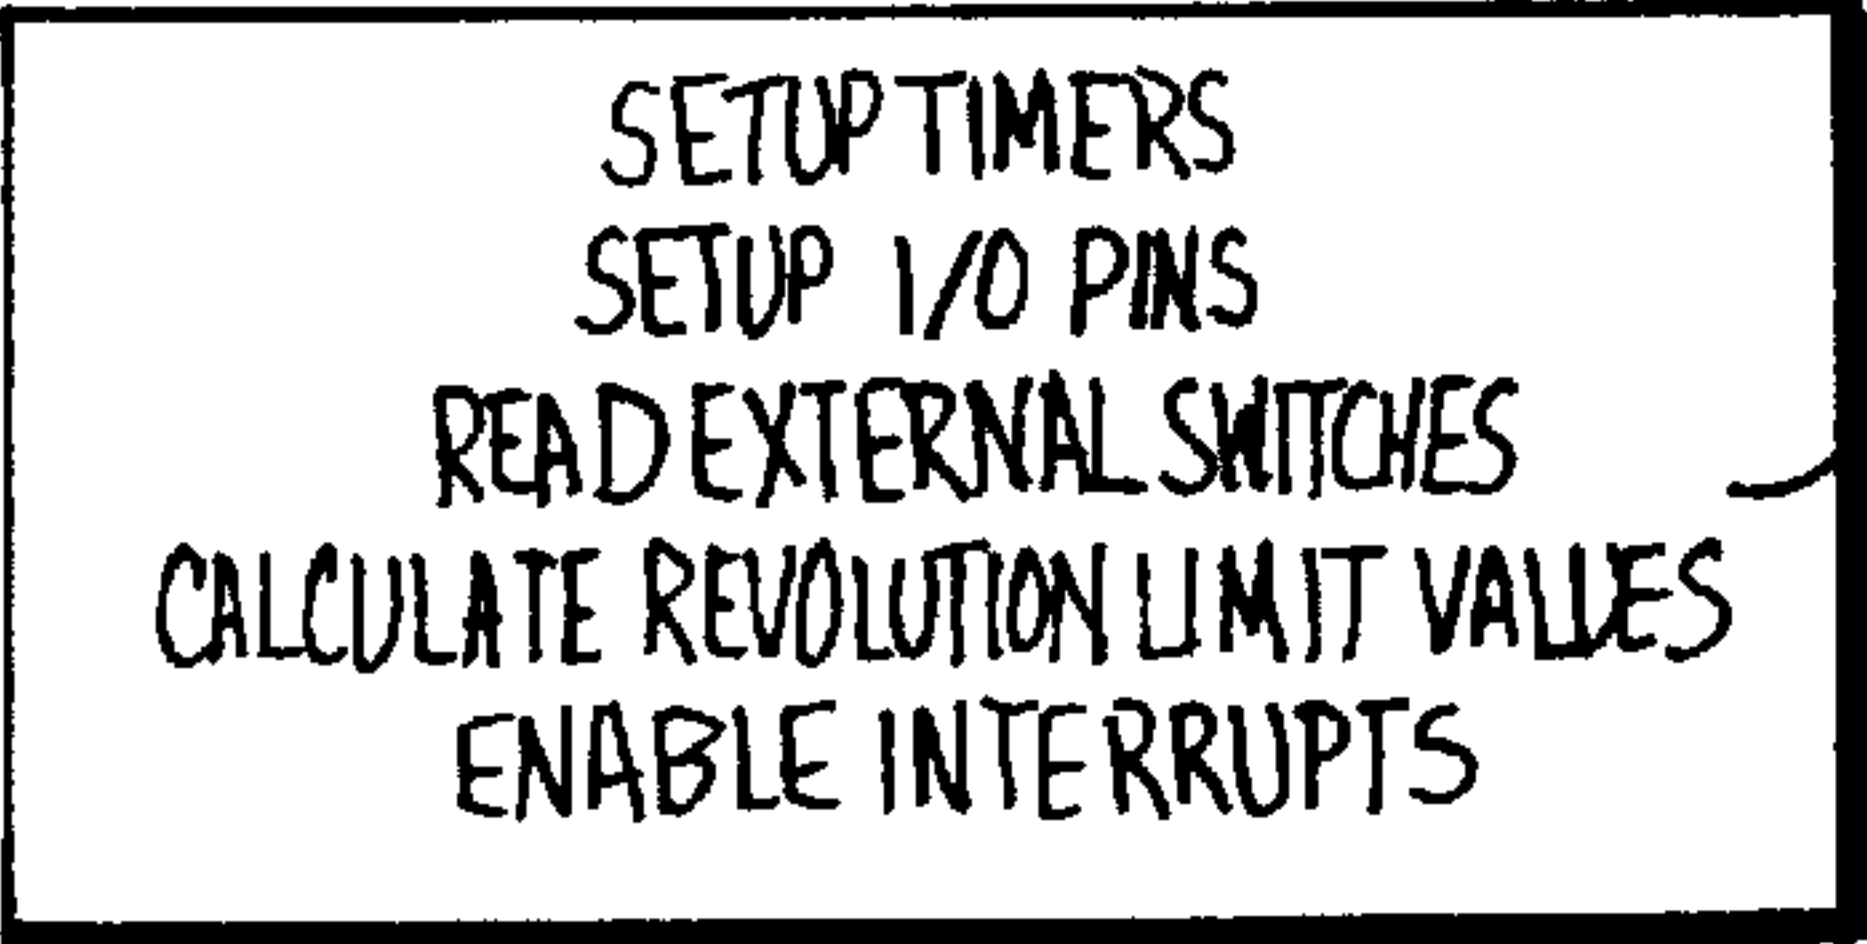 SETUP TIMERS
SETUP I/O PINS
READ EXTERNAL SWITCHES
CALCULATE REVOLUTION LIMIT VALUES
ENABLE INTERRUPTS